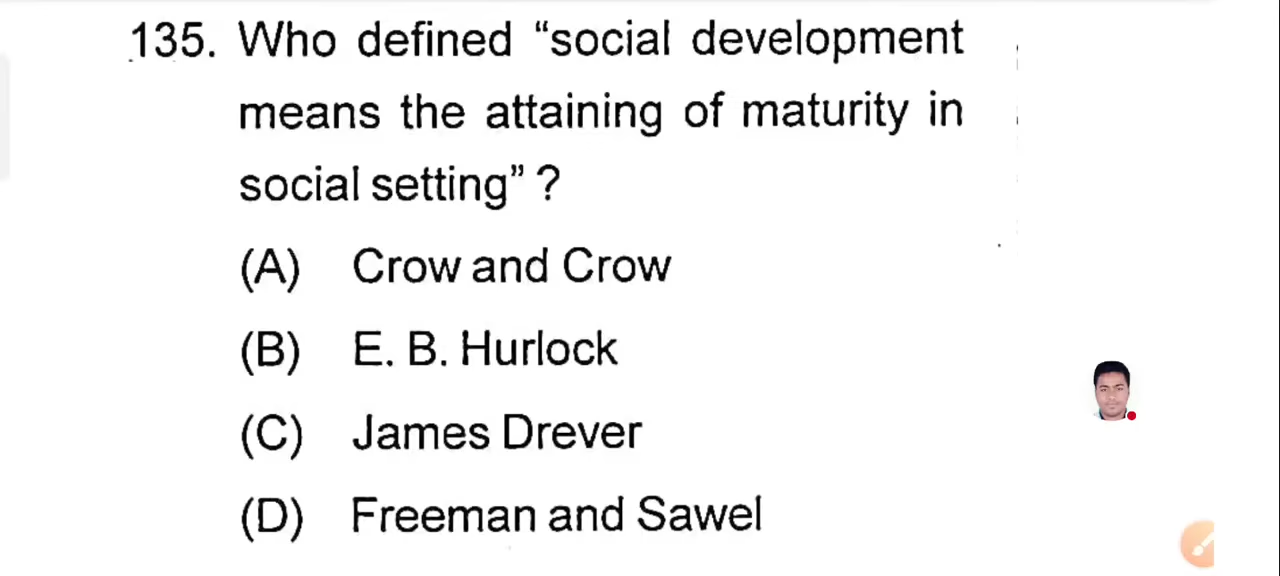 135. Who defined “social development
means the attaining of maturity in
social setting” ?
(A) Crow and Crow
(B) E. B. Hurlock
(C) James Drever
(D) Freeman and Sawel